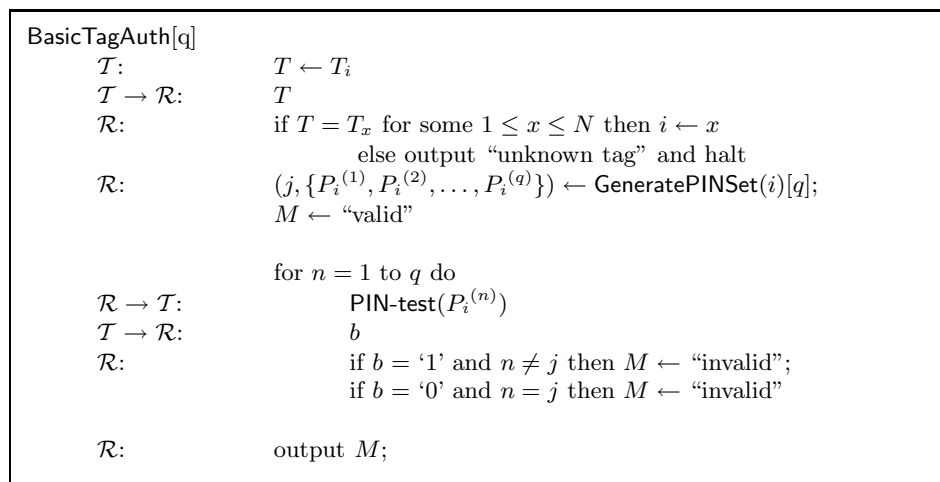 BasicTagAuth[q]
T: T ← T_i
T → R: T
R: if T = T_x for some 1 ≤ x ≤ N then i ← x
else output “unknown tag” and halt
R: (j, {P_i^(1), P_i^(2), . . . , P_i^(q)}) ← GeneratePINSet(i)[q];
M ← “valid”
for n = 1 to q do
R → T: PIN-test(P_i^(n))
T → R: b
R: if b = ‘1’ and n ≠ j then M ← “invalid”;
if b = ‘0’ and n = j then M ← “invalid”
R: output M;